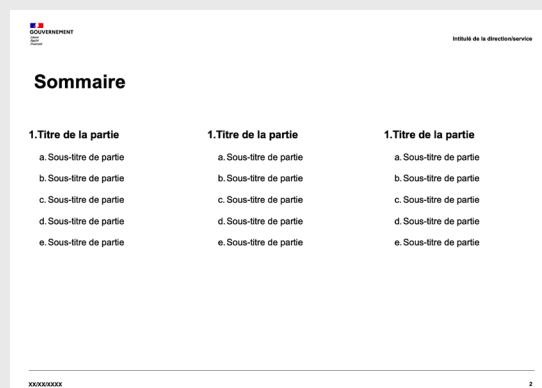 GOUVERNEMENT
Liberté
Égalité
Fraternité
Intitulé de la direction/service
Sommaire
1.Titre de la partie
a. Sous-titre de partie
b. Sous-titre de partie
c. Sous-titre de partie
d. Sous-titre de partie
e. Sous-titre de partie
1.Titre de la partie
a. Sous-titre de partie
b. Sous-titre de partie
c. Sous-titre de partie
d. Sous-titre de partie
e. Sous-titre de partie
1.Titre de la partie
a. Sous-titre de partie
b. Sous-titre de partie
c. Sous-titre de partie
d. Sous-titre de partie
e. Sous-titre de partie
XX/XX/XXXX
2